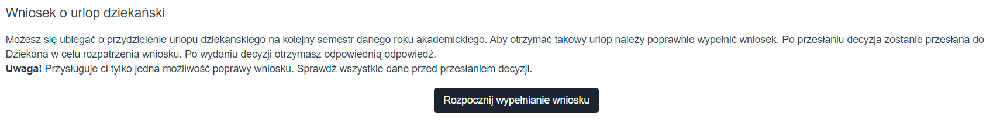 Wniosek o urlop dziekański
Możesz się ubiegać o przydzielenie urlopu dziekańskiego na kolejny semestr danego roku akademickiego. Aby otrzymać takowy urlop należy poprawnie wypełnić wniosek. Po przesłaniu decyzja zostanie przesłana do
Dziekana w celu rozpatrzenia wniosku. Po wydaniu decyzji otrzymasz odpowiednią odpowiedź.
Uwaga! Przysługuje ci tylko jedna możliwość poprawy wniosku. Sprawdź wszystkie dane przed przesłaniem decyzji.
Rozpocznij wypełnianie wniosku